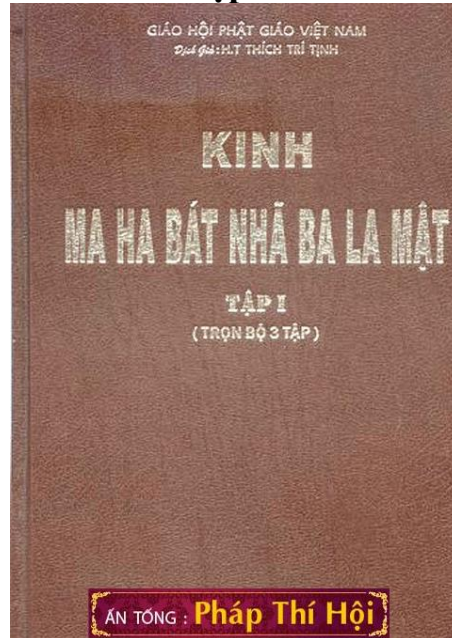 GIÁO HỘI PHẬT GIÁO VIỆT NAM
Dịch Giả: H.T THÍCH TRÍ TỊNH
KINH
MA HA BÁT NHÃ BA LA MẬT
TẬP I
(TRỌN BỘ 3 TẬP)
ẤN TỐNG : Pháp Thí Hội